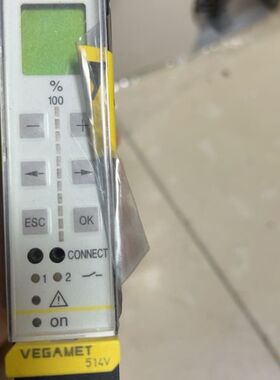 %
100
- +
ESC OK
CONNECT
1 2
on
VEGAMET
514V